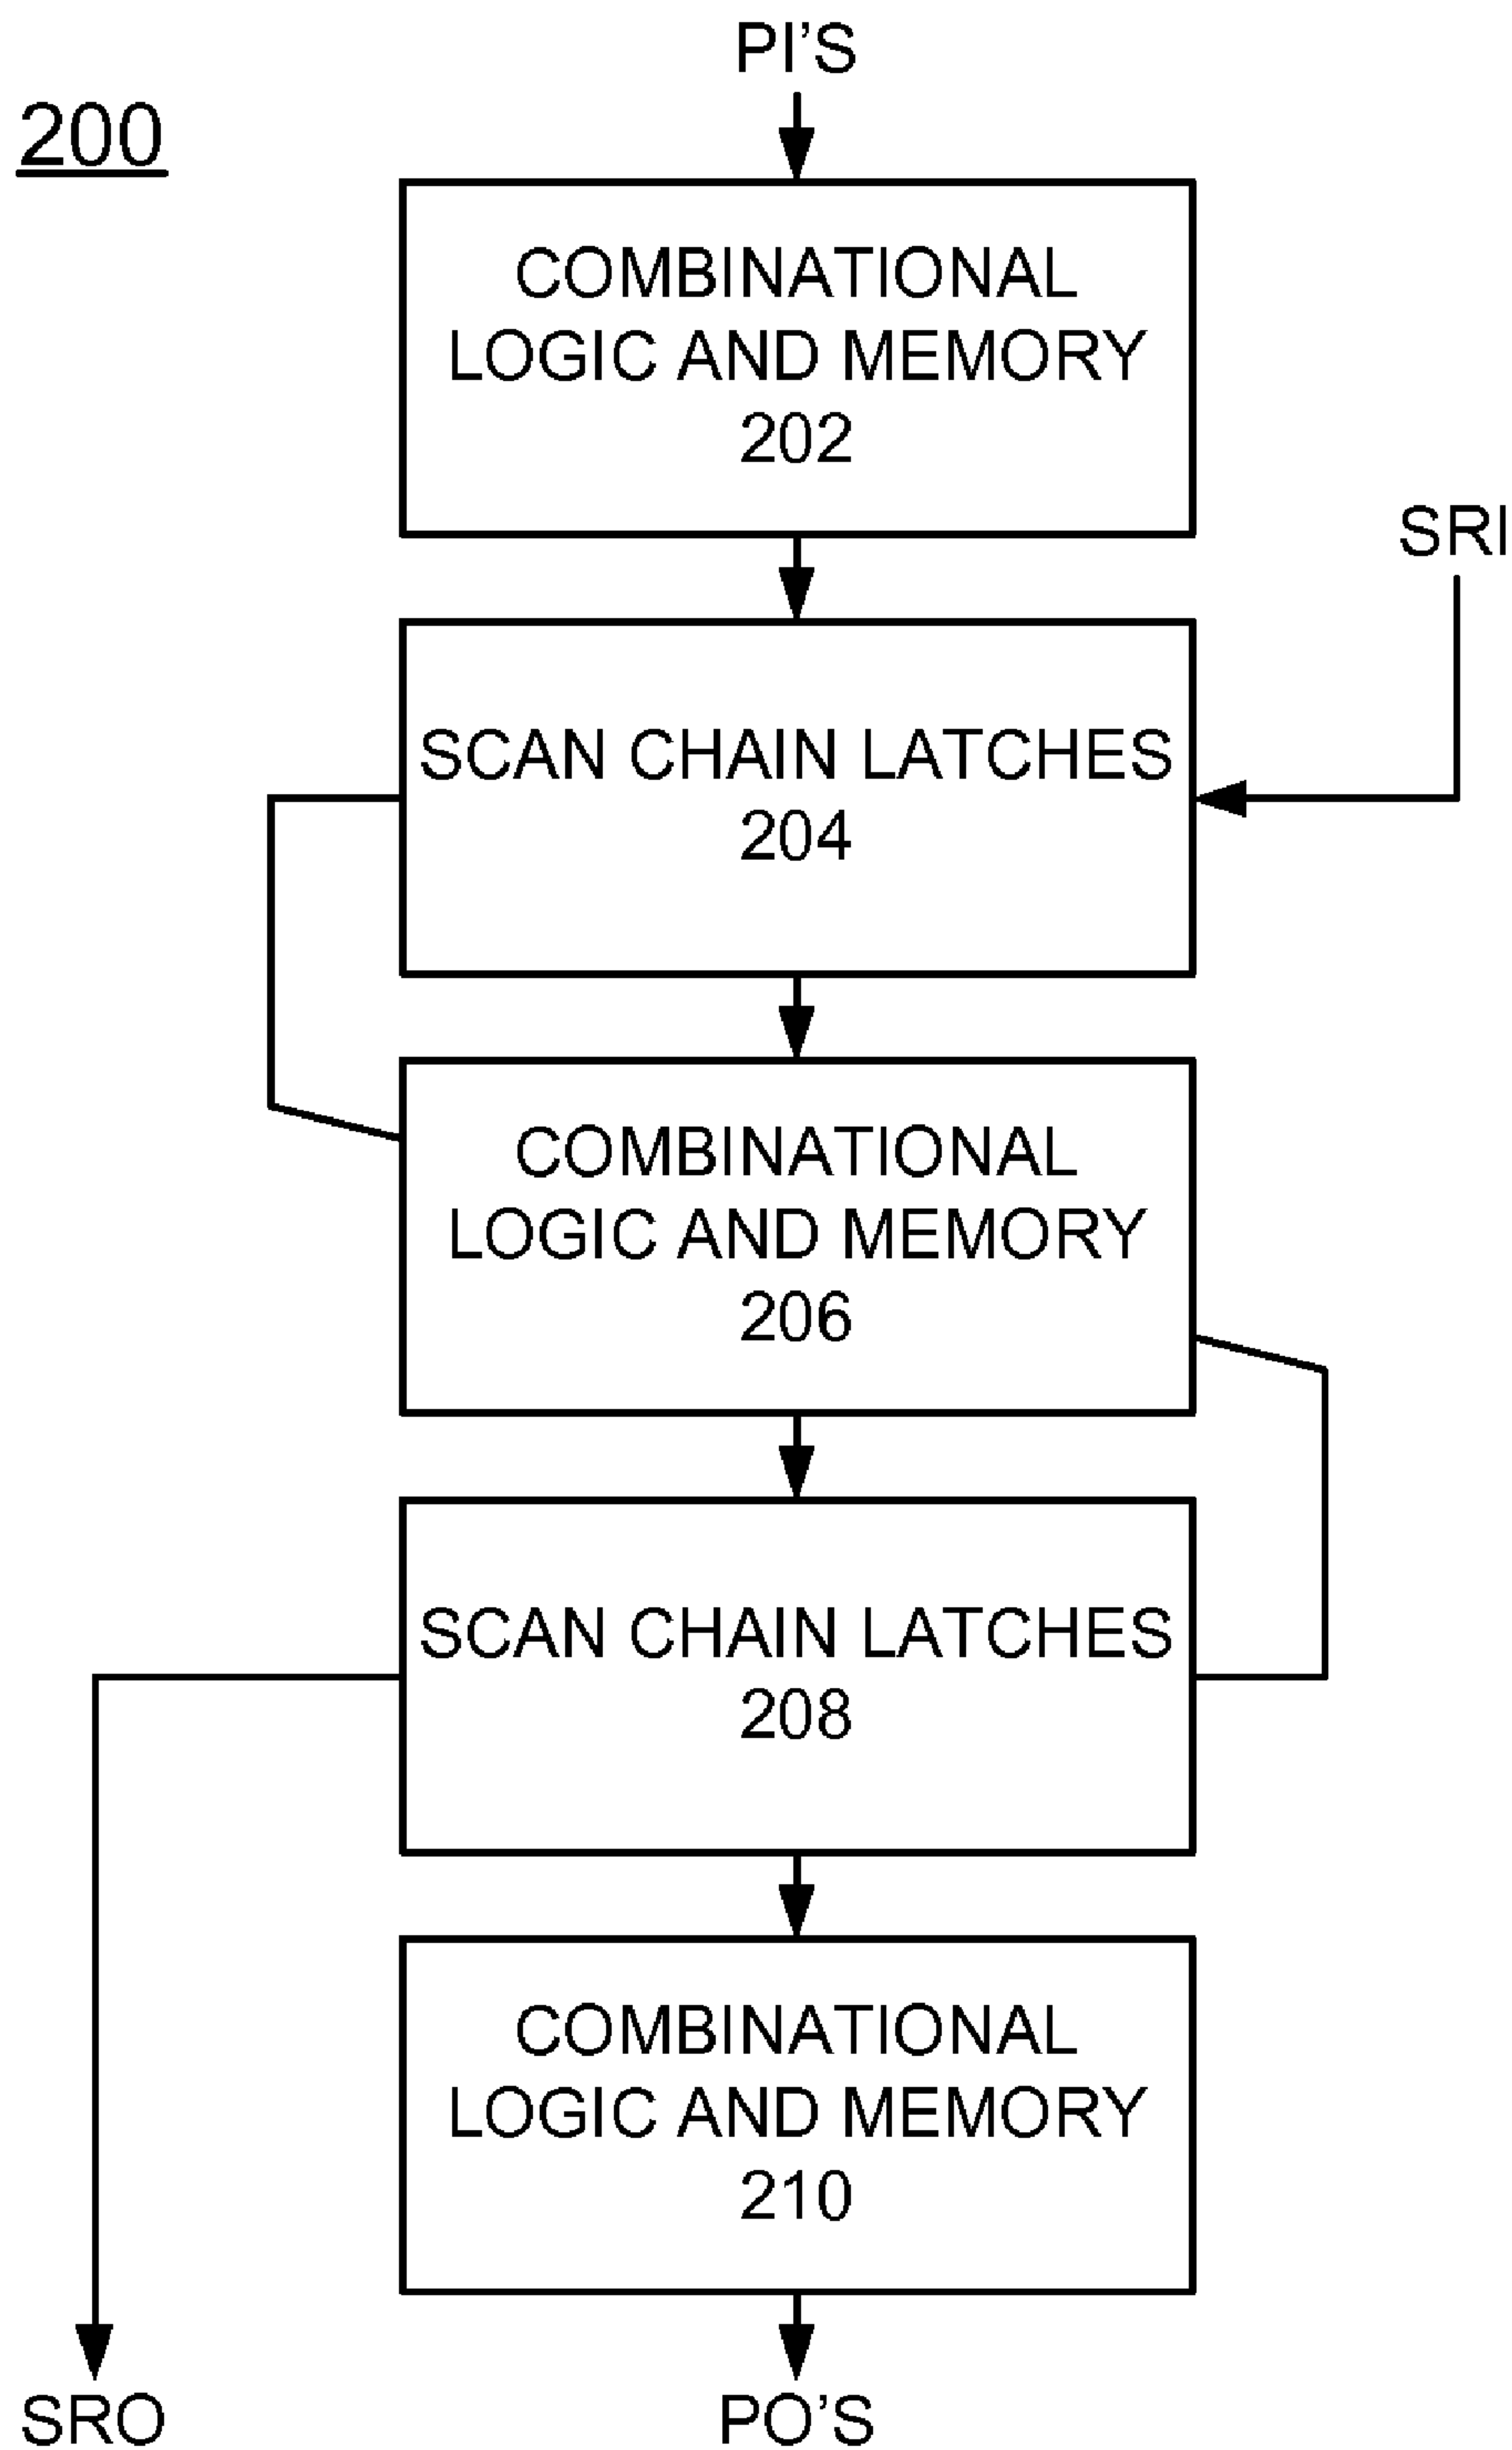 PI'S
200
COMBINATIONAL
LOGIC AND MEMORY
202
SRI
SCAN CHAIN LATCHES
204
COMBINATIONAL
LOGIC AND MEMORY
206
SCAN CHAIN LATCHES
208
COMBINATIONAL
LOGIC AND MEMORY
210
SRO
PO'S